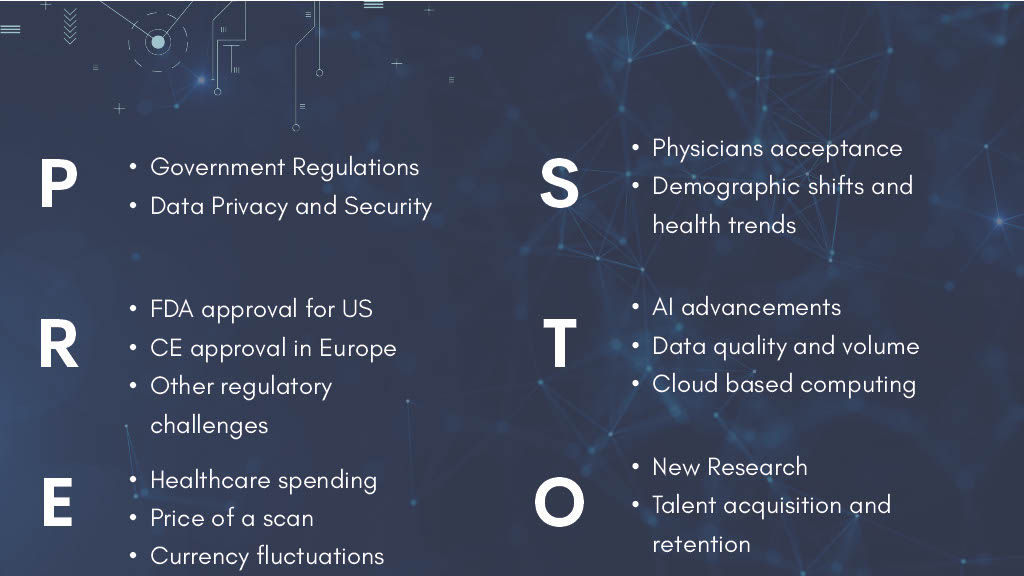 P
• Government Regulations
• Data Privacy and Security
R
• FDA approval for US
• CE approval in Europe
• Other regulatory
challenges
E
• Healthcare spending
• Price of a scan
• Currency fluctuations
S
• Physicians acceptance
• Demographic shifts and
health trends
T
• AI advancements
• Data quality and volume
• Cloud based computing
O
• New Research
• Talent acquisition and
retention